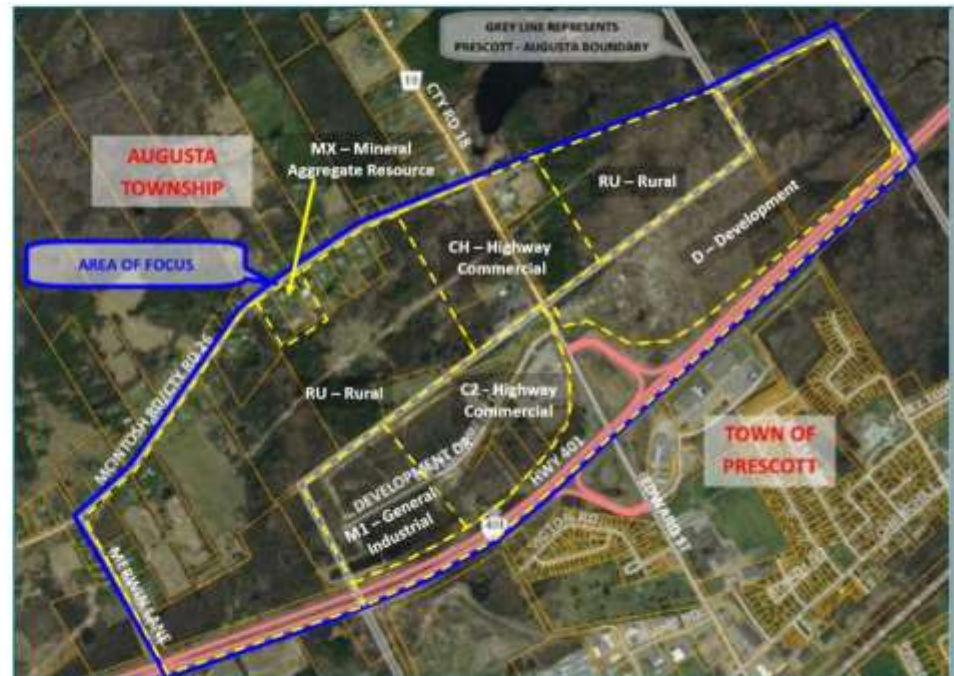 GREY LINE REPRESENTS
PRESCOTT - AUGUSTA BOUNDARY
CTY RD 18
AUGUSTA
TOWNSHIP
MX – Mineral
Aggregate Resource
RU – Rural
D – Development
CH – Highway
Commercial
AREA OF FOCUS
MCINTOSH RD/CTY RD 26
RU – Rural
C2 - Highway
Commercial
DEVELOPMENT DR
HWY 401
TOWN OF
PRESCOTT
M1 – General
Industrial
401
EDWARD ST
MERWIN LANE